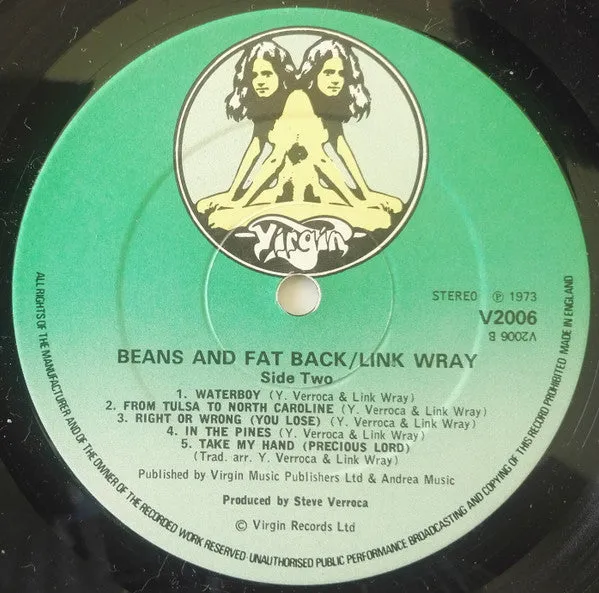 Virgin
STEREO ℗ 1973
V2006
V2006 B
BEANS AND FAT BACK/LINK WRAY
Side Two
1. WATERBOY (Y. Verroca & Link Wray)
2. FROM TULSA TO NORTH CAROLINE (Y. Verroca & Link Wray)
3. RIGHT OR WRONG (YOU LOSE) (Y. Verroca & Link Wray)
4. IN THE PINES (Y. Verroca & Link Wray)
5. TAKE MY HAND (PRECIOUS LORD)
(Trad. arr. Y. Verroca & Link Wray)
Published by Virgin Music Publishers Ltd & Andrea Music
Produced by Steve Verroca
© Virgin Records Ltd
ALL RIGHTS OF THE MANUFACTURER AND OF THE OWNER OF THE RECORDED WORK RESERVED·UNAUTHORISED PUBLIC PERFORMANCE BROADCASTING AND COPYING OF THIS RECORD PROHIBITED MADE IN ENGLAND